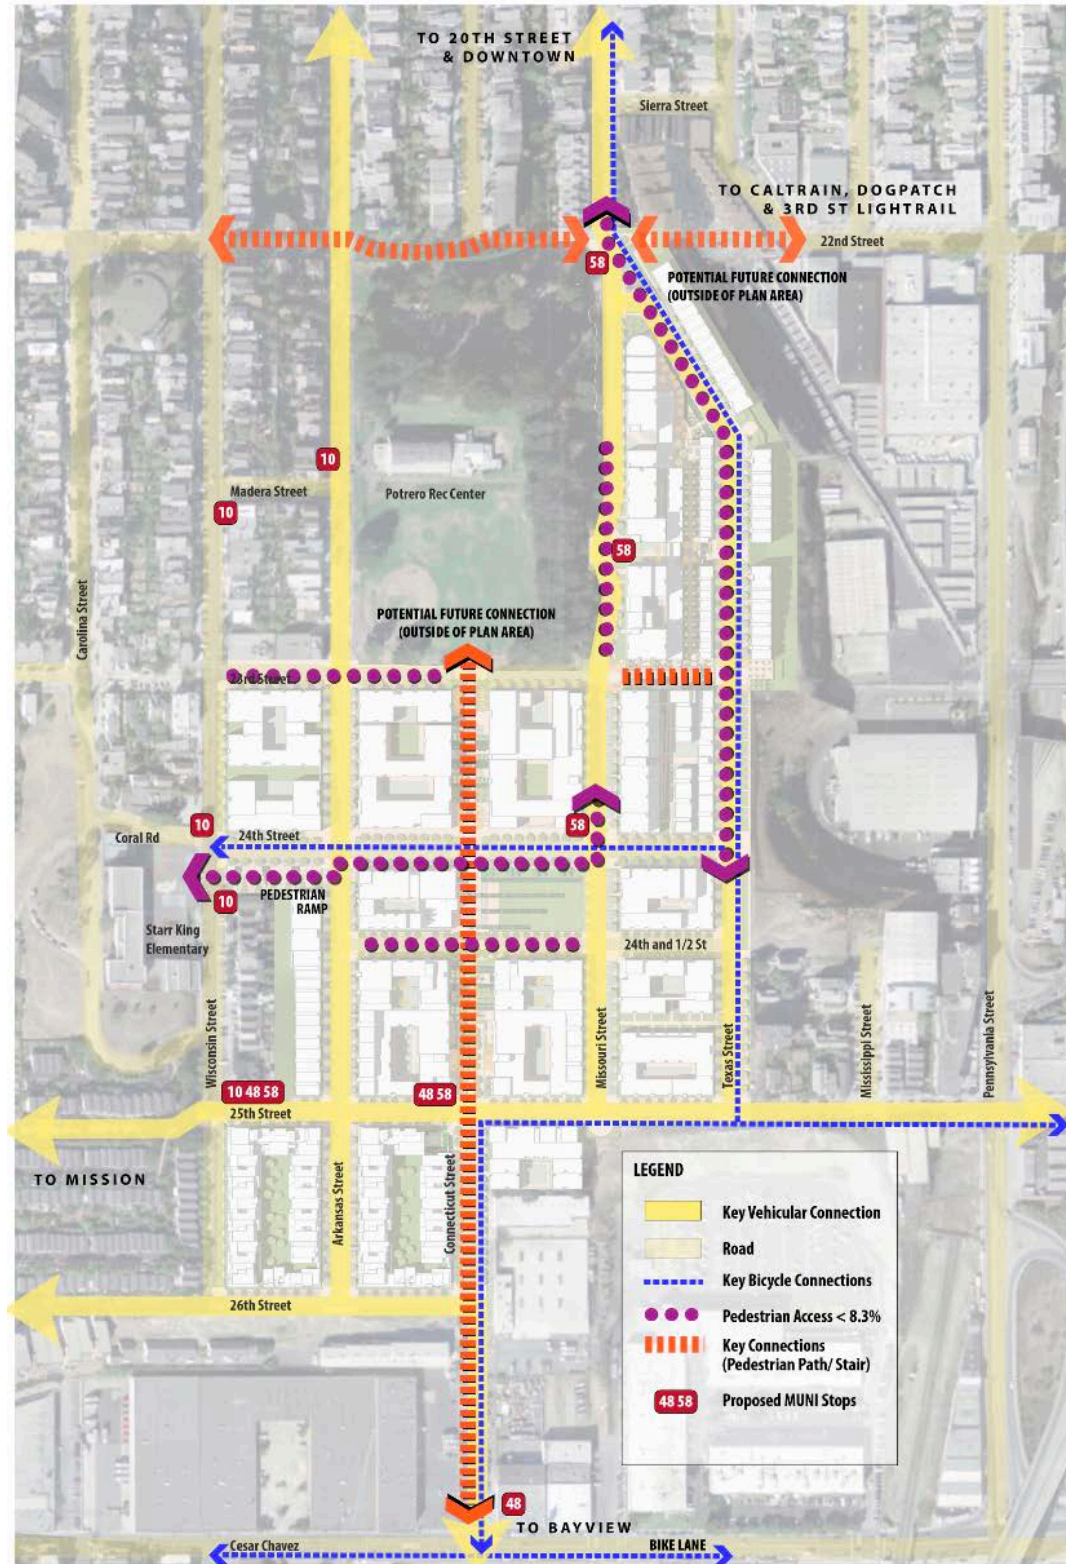 TO 20TH STREET
& DOWNTOWN
Sierra Street
TO CALTRAIN, DOGPATCH
& 3RD ST LIGHTRAIL
22nd Street
58
POTENTIAL FUTURE CONNECTION
(OUTSIDE OF PLAN AREA)
10
Madera Street
Potrero Rec Center
10
58
Carolina Street
POTENTIAL FUTURE CONNECTION
(OUTSIDE OF PLAN AREA)
23rd Street
10
58
Coral Rd
24th Street
PEDESTRIAN
RAMP
10
Starr King
Elementary
24th and 1/2 St
Wisconsin Street
Missouri Street
Texas Street
Mississippi Street
Pennsylvania Street
10 48 58
48 58
25th Street
TO MISSION
Arkansas Street
Connecticut Street
26th Street
LEGEND
Key Vehicular Connection
Road
Key Bicycle Connections
Pedestrian Access < 8.3%
Key Connections
(Pedestrian Path/ Stair)
48 58
Proposed MUNI Stops
48
TO BAYVIEW
Cesar Chavez
BIKE LANE